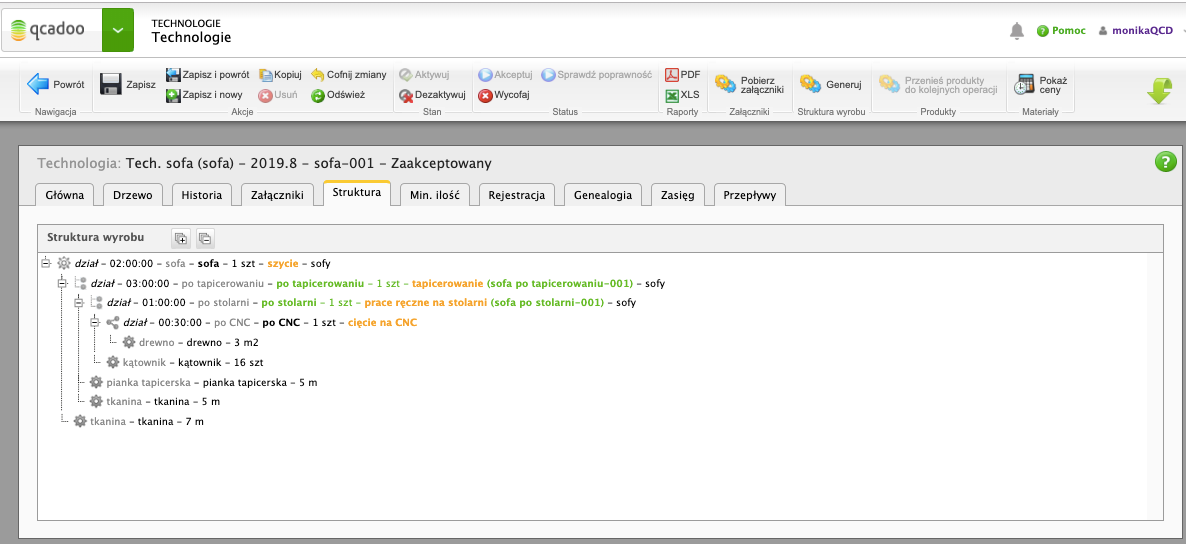 qcadoo
TECHNOLOGIE
Technologie
Pomoc
monikaQCD
Powrót
Nawigacja
Zapisz
Zapisz i powrót
Kopiuj
Cofnij zmiany
Zapisz i nowy
Usuń
Odśwież
Akcje
Aktywuj
Dezaktywuj
Stan
Akceptuj
Sprawdź poprawność
Wycofaj
Status
PDF
XLS
Raporty
Pobierz
załączniki
Załączniki
Generuj
Struktura wyrobu
Przenieś produkty
do kolejnych operacji
Produkty
Pokaż
ceny
Materiały
Technologia: Tech. sofa (sofa) - 2019.8 - sofa-001 - Zaakceptowany
?
Główna Drzewo Historia Załączniki Struktura Min. ilość Rejestracja Genealogia Zasięg Przepływy
Struktura wyrobu
dział - 02:00:00 - sofa - sofa - 1 szt - szycie - sofy
dział - 03:00:00 - po tapicerowaniu - po tapicerowaniu - 1 szt - tapicerowanie (sofa po tapicerowaniu-001) - sofy
dział - 01:00:00 - po stolarni - po stolarni - 1 szt - prace ręczne na stolarni (sofa po stolarni-001) - sofy
dział - 00:30:00 - po CNC - po CNC - 1 szt - cięcie na CNC
drewno - drewno - 3 m2
kątownik - kątownik - 16 szt
pianka tapicerska - pianka tapicerska - 5 m
tkanina - tkanina - 5 m
tkanina - tkanina - 7 m